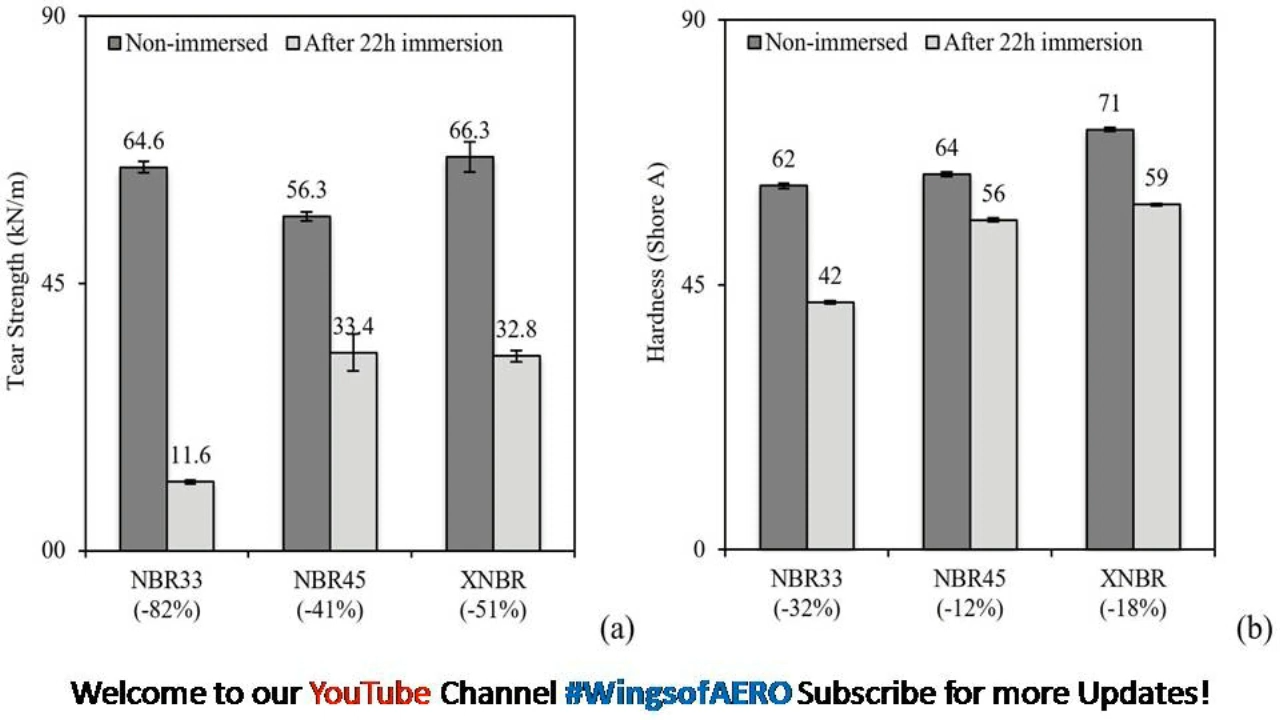 90
Non-immersed After 22h immersion
64.6
56.3
66.3
33.4
32.8
11.6
Tear Strength (kN/m)
45
00
NBR33 NBR45 XNBR
(-82%) (-41%) (-51%)
(a)
90
Non-immersed After 22h immersion
62
64
71
42
56
59
Hardness (Shore A)
45
0
NBR33 NBR45 XNBR
(-32%) (-12%) (-18%)
(b)
Welcome to our YouTube Channel #WingsofAERO Subscribe for more Updates!